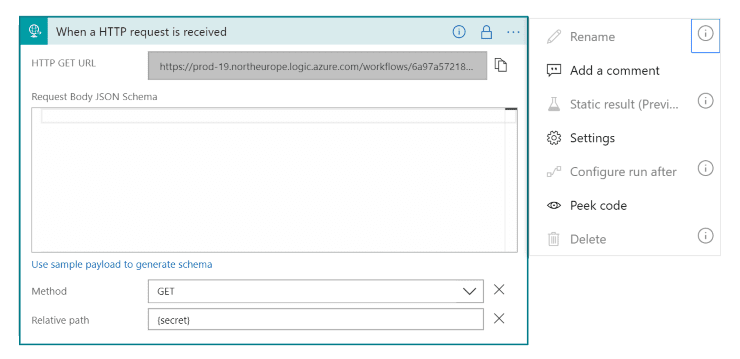 When a HTTP request is received
HTTP GET URL
https://prod-19.northeurope.logic.azure.com/workflows/6a97a57218...
Request Body JSON Schema
Use sample payload to generate schema
Method
GET
Relative path
{secret}
Rename
Add a comment
Static result (Previ...
Settings
Configure run after
Peek code
Delete